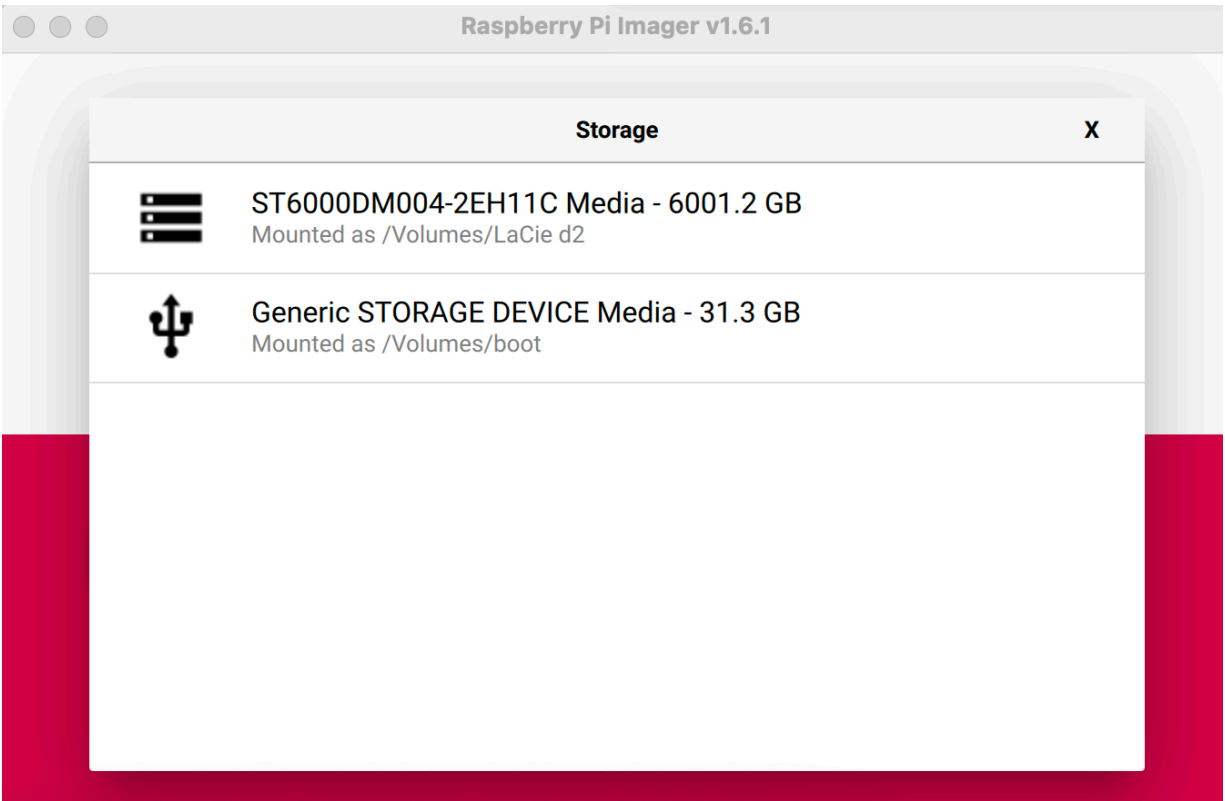 Raspberry Pi Imager v1.6.1
Storage
X
ST6000DM004-2EH11C Media - 6001.2 GB
Mounted as /Volumes/LaCie d2
Generic STORAGE DEVICE Media - 31.3 GB
Mounted as /Volumes/boot